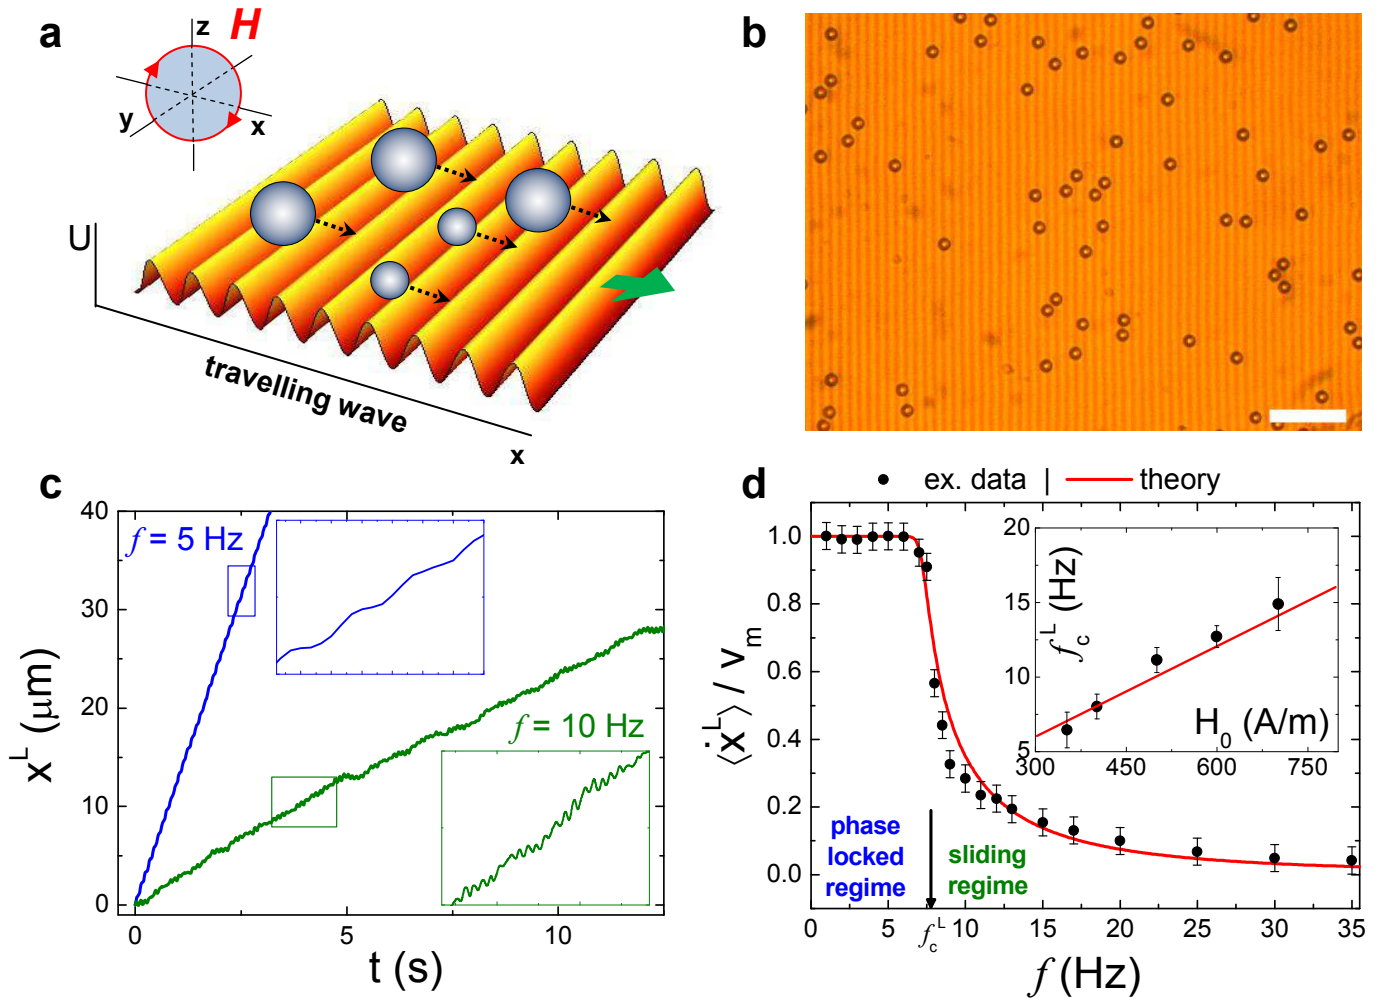 a
z
H
y
x
U
travelling wave
x
b
c
40
30
20
10
0
x^L (μm)
f = 5 Hz
f = 10 Hz
0
5
10
t (s)
d
ex. data | theory
1.0
0.8
0.6
0.4
0.2
0.0
⟨ẋ^L⟩ / v_m
20
15
10
5
f_c^L (Hz)
H_0 (A/m)
300
450
600
750
phase
locked
regime
sliding
regime
0
5
f_c^L
10
15
20
25
30
35
f (Hz)